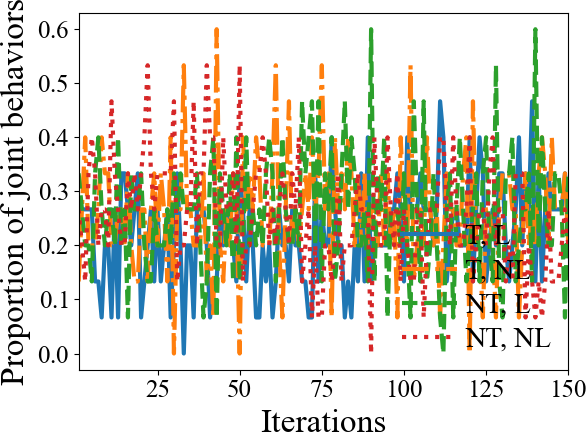 Proportion of joint behaviors
0.6
0.5
0.4
0.3
0.2
0.1
0.0
T, L
T, NL
NT, L
NT, NL
25 50 75 100 125 150
Iterations